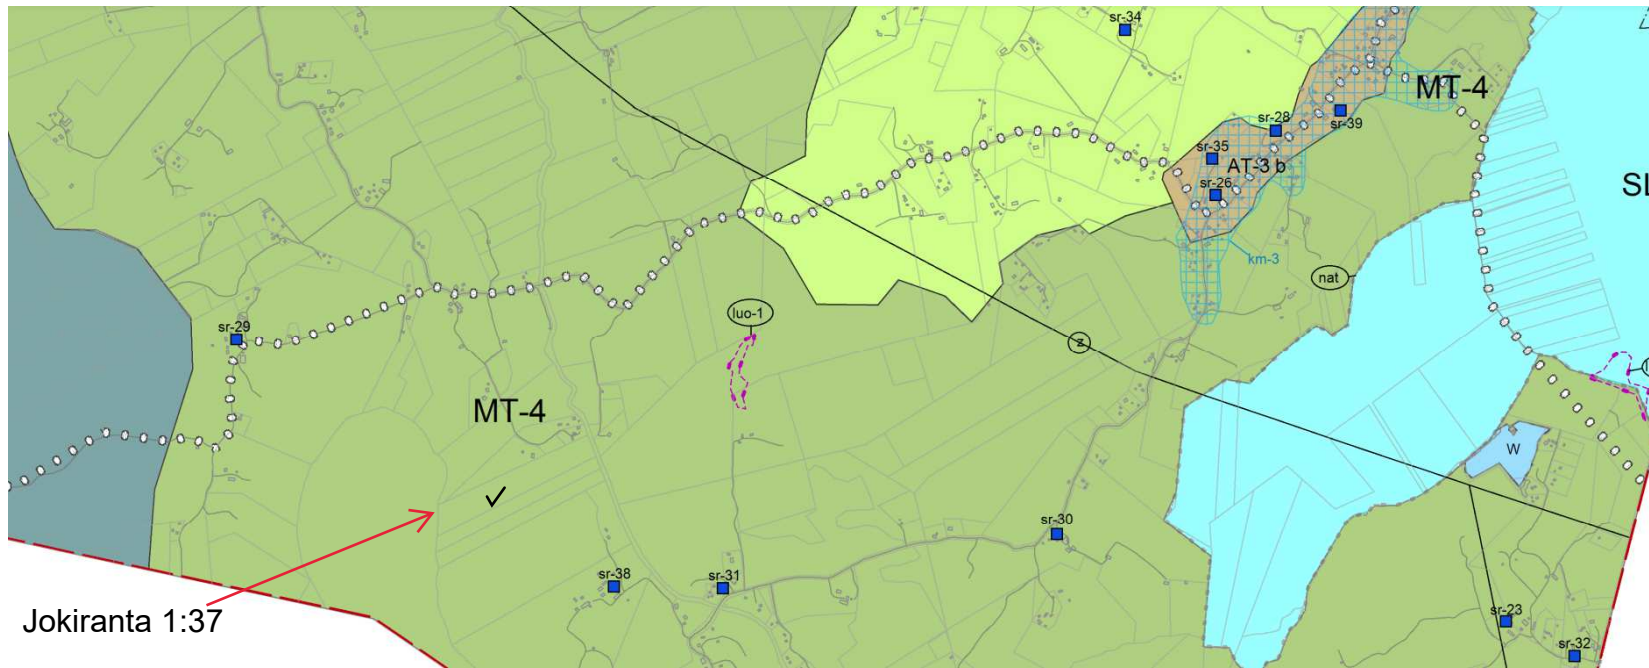 sr-34
MT-4
sr-28
sr-39
sr-35
AT-3 b
sr-26
SL
km-3
nat
luo-1
sr-29
z
MT-4
W
sr-30
sr-38
sr-31
Jokiranta 1:37
sr-23
sr-32